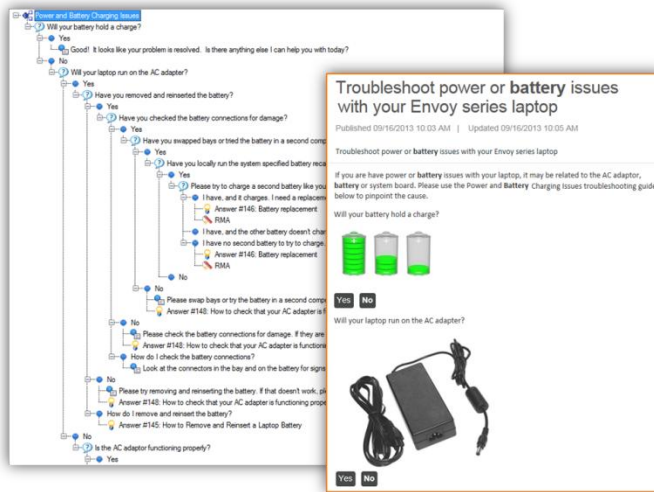 Power and Battery Charging Issues
Will your battery hold a charge?
Yes
Good! It looks like your problem is resolved. Is there anything else I can help you with today?
No
Will your laptop run on the AC adapter?
Yes
Have you removed and reinserted the battery?
Yes
Have you checked the battery connections for damage?
Yes
Have you swapped bays or tried the battery in a second
Yes
Have you locally run the system specified battery
Yes
Please try to charge a second battery like
I have, and it charges. I need a
Answer #146: Battery replacement
RMA
I have, and the other battery doesn't
I have no second battery to try to charge.
Answer #146: Battery replacement
RMA
No
No
Please swap bays or try the battery in a second
Answer #148: How to check that your AC adapter is
No
Please check the battery connections for damage. If they are
Answer #148: How to check that your AC adapter is
How do I check the battery connections?
Look at the connectors in the bay and on the battery for signs
No
Please try removing and reinserting the battery. If that doesn't work,
Answer #148: How to check that your AC adapter is functioning
How do I remove and reinsert the battery?
Answer #145: How to Remove and Reinsert a Laptop Battery
No
Is the AC adaptor functioning properly?
Yes
Troubleshoot power or battery issues
with your Envoy series laptop
Published 09/16/2013 10:03 AM | Updated 09/16/2013 10:05 AM
Troubleshoot power or battery issues with your Envoy series laptop
If you are have power or battery issues with your laptop, it may be related to the AC adaptor,
battery or system board. Please use the Power and Battery Charging Issues troubleshooting guide
below to pinpoint the cause.
Will your battery hold a charge?
Yes No
Will your laptop run on the AC adapter?
Yes No